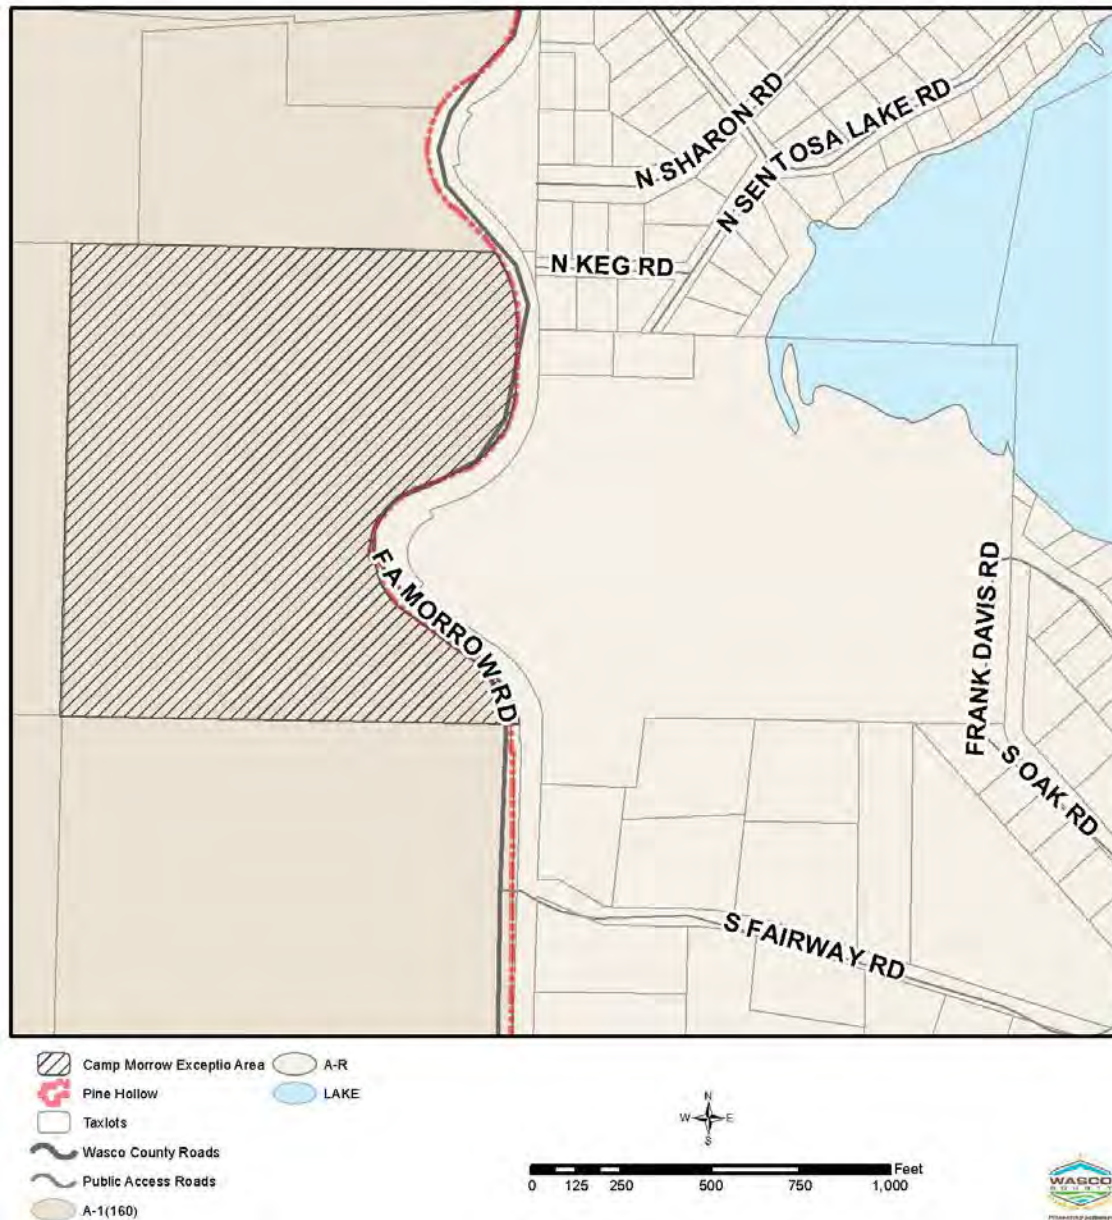 N SHARON RD
N SENTOSA LAKE RD
N KEG RD
F.A.MORROW RD
FRANK DAVIS RD
S OAK RD
S FAIRWAY RD
Camp Morrow Exceptio Area
A-R
Pine Hollow
LAKE
Taxlots
Wasco County Roads
Public Access Roads
A-1(160)
N
W E
S
Feet
0 125 250 500 750 1,000
WASCO
COUNTY